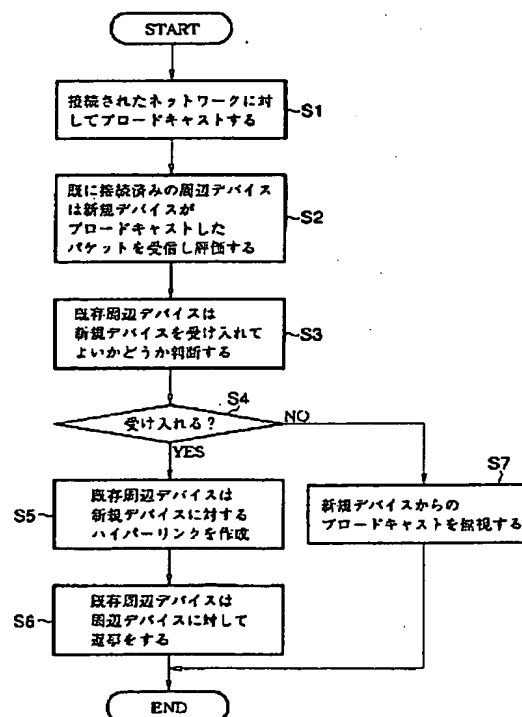 START
接続されたネットワークに対
してブロードキャストする
S1
既に接続済みの周辺デバイス
は新規デバイスが
ブロードキャストした
パケットを受信し評価する
S2
既存周辺デバイスは
新規デバイスを受け入れて
よいかどうか判断する
S3
S4
受け入れる?
NO
YES
S5
既存周辺デバイスは
新規デバイスに対する
ハイパーリンクを作成
S7
新規デバイスからの
ブロードキャストを無視する
S6
既存周辺デバイスは
周辺デバイスに対して
返事をする
END